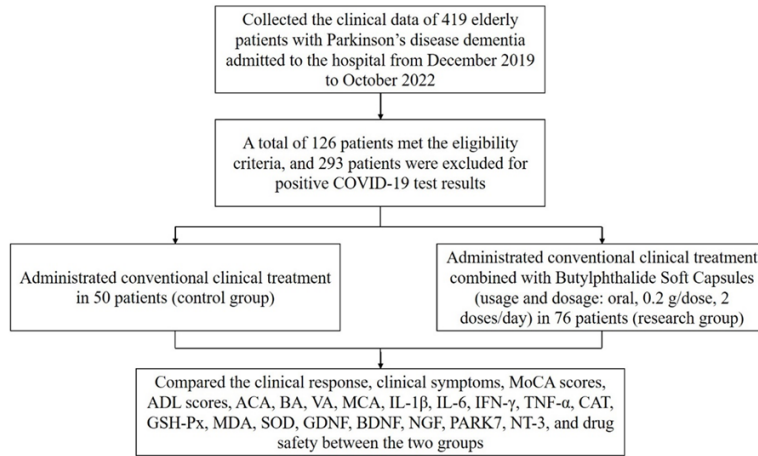 Collected the clinical data of 419 elderly
patients with Parkinson's disease dementia
admitted to the hospital from December 2019
to October 2022
A total of 126 patients met the eligibility
criteria, and 293 patients were excluded for
positive COVID-19 test results
Administrated conventional clinical treatment
in 50 patients (control group)
Administrated conventional clinical treatment
combined with Butylphthalide Soft Capsules
(usage and dosage: oral, 0.2 g/dose, 2
doses/day) in 76 patients (research group)
Compared the clinical response, clinical symptoms, MoCA scores,
ADL scores, ACA, BA, VA, MCA, IL-1β, IL-6, IFN-γ, TNF-α, CAT,
GSH-Px, MDA, SOD, GDNF, BDNF, NGF, PARK7, NT-3, and drug
safety between the two groups